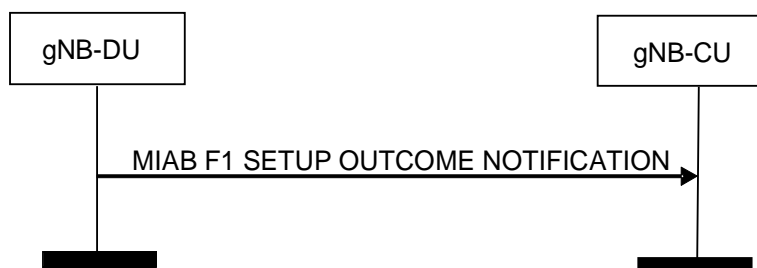 gNB-DU
gNB-CU
MIAB F1 SETUP OUTCOME NOTIFICATION